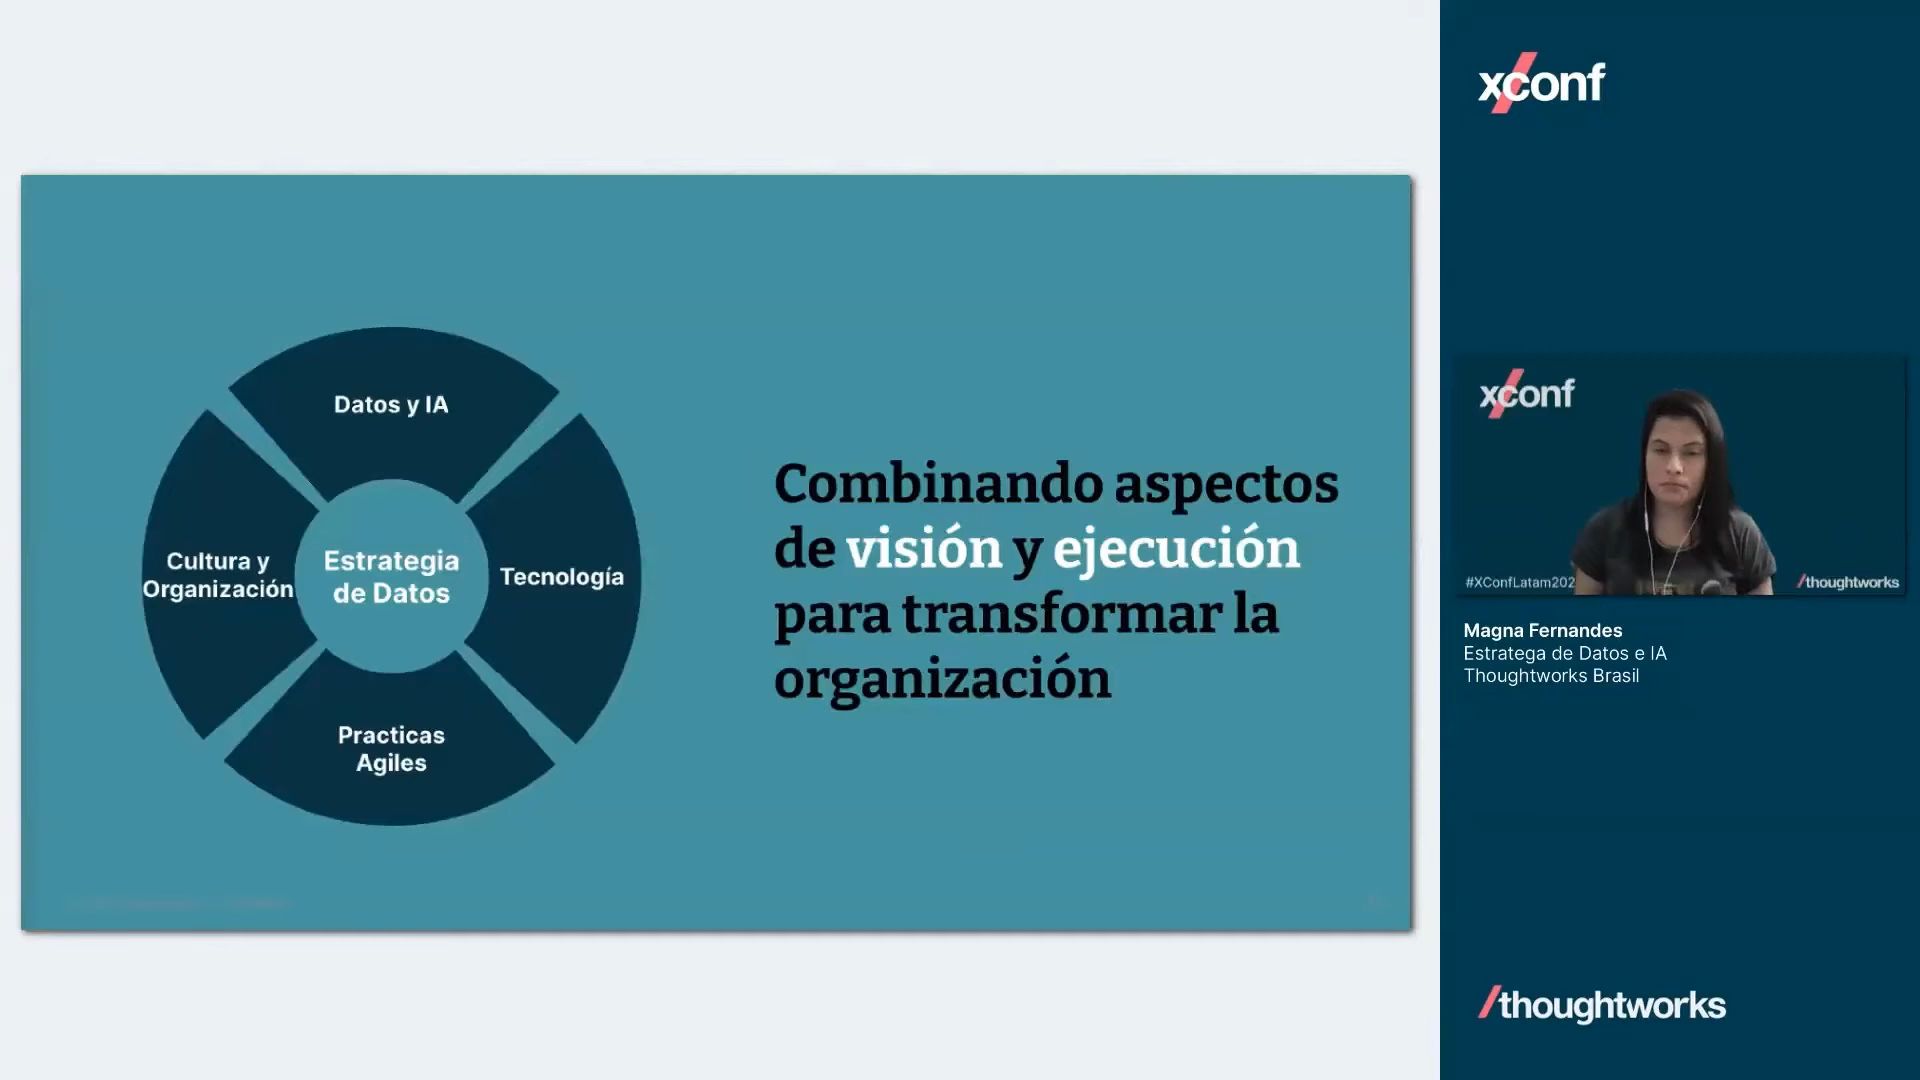 Datos y IA
Cultura y
Organización
Estrategia
de Datos
Tecnología
Practicas
Agiles
Combinando aspectos
de visión y ejecución
para transformar la
organización
xconf
xconf
#XConfLatam202
/thoughtworks
Magna Fernandes
Estratega de Datos e IA
Thoughtworks Brasil
/thoughtworks